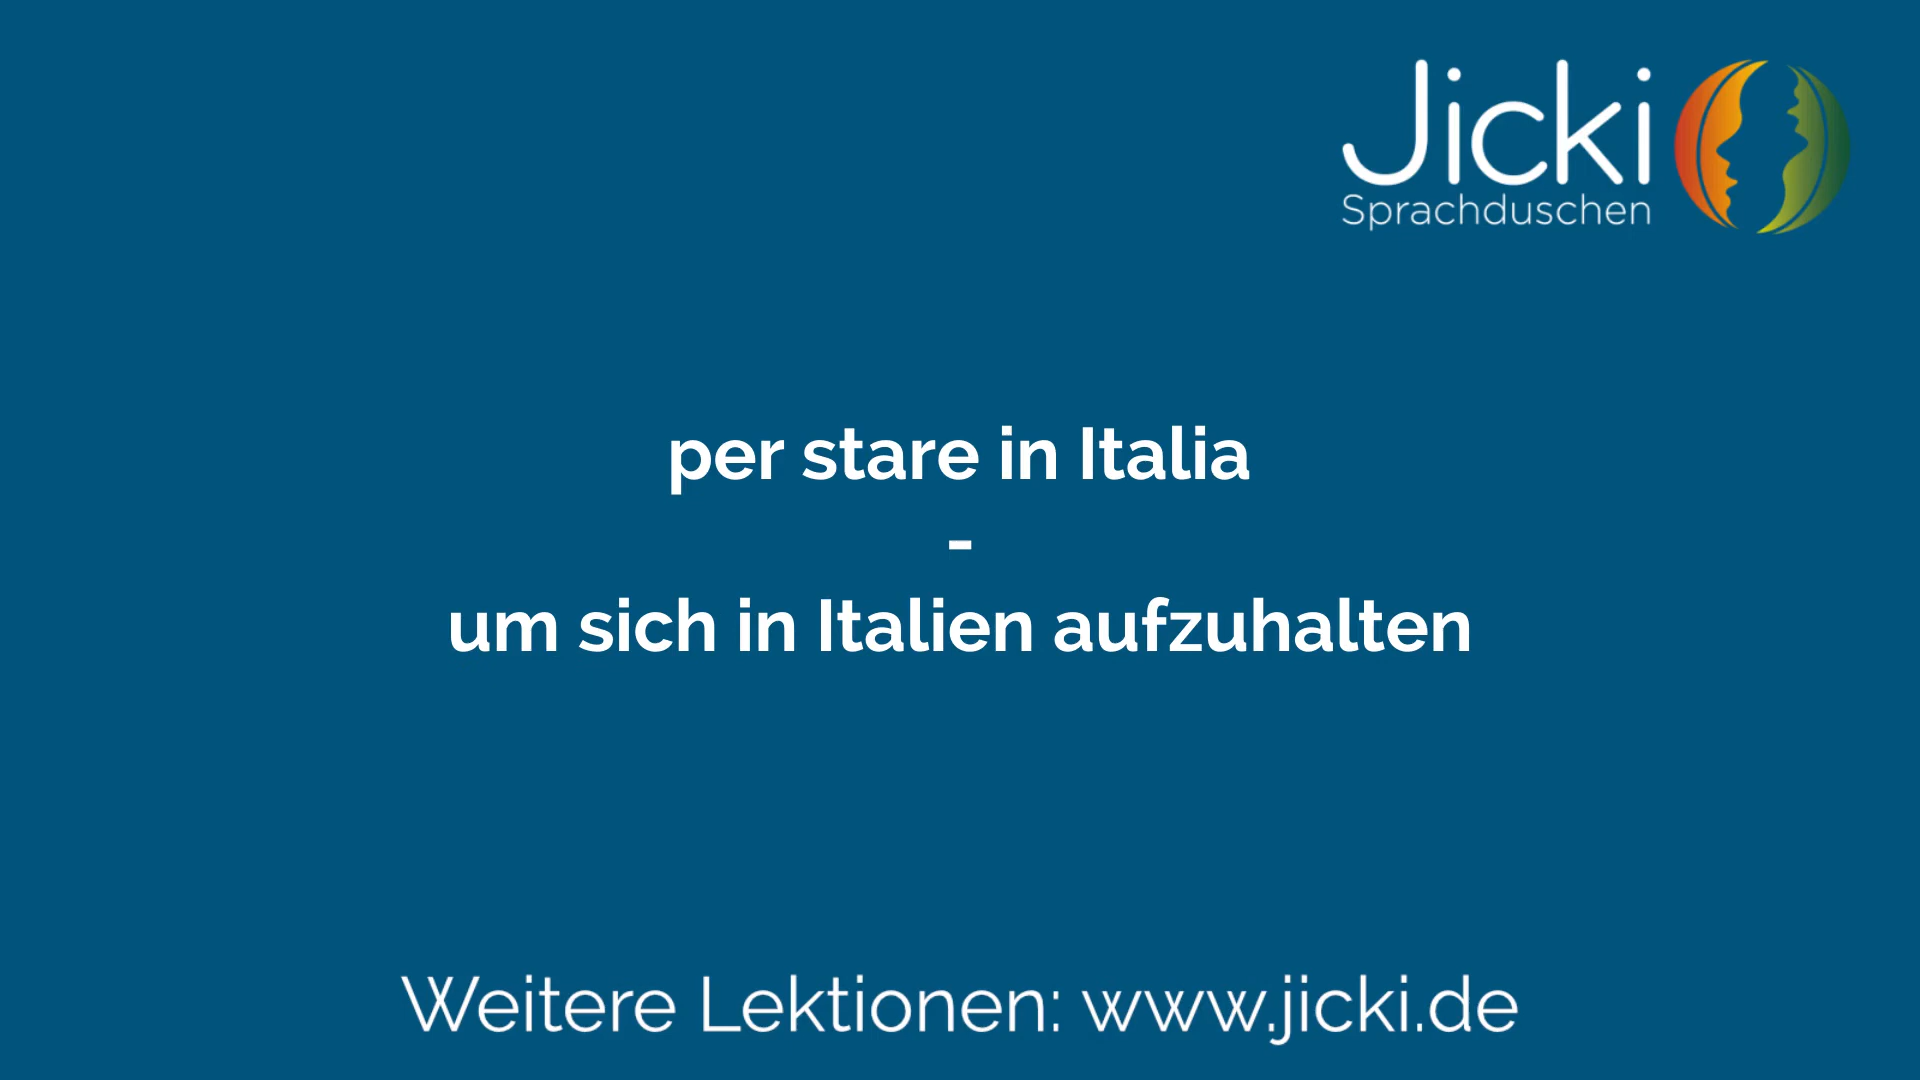 Jicki
Sprachduschen
per stare in Italia
-
um sich in Italien aufzuhalten
Weitere Lektionen: www.jicki.de